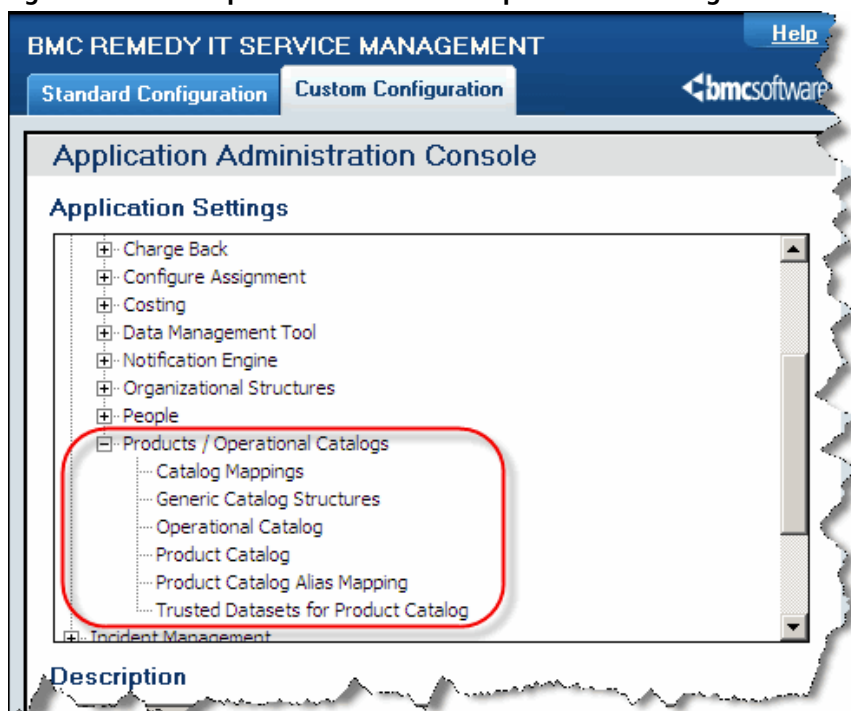 BMC REMEDY IT SERVICE MANAGEMENT
Help
Standard Configuration
Custom Configuration
bmcsoftware
Application Administration Console
Application Settings
Charge Back
Configure Assignment
Costing
Data Management Tool
Notification Engine
Organizational Structures
People
Products / Operational Catalogs
Catalog Mappings
Generic Catalog Structures
Operational Catalog
Product Catalog
Product Catalog Alias Mapping
Trusted Datasets for Product Catalog
Incident Management
Description